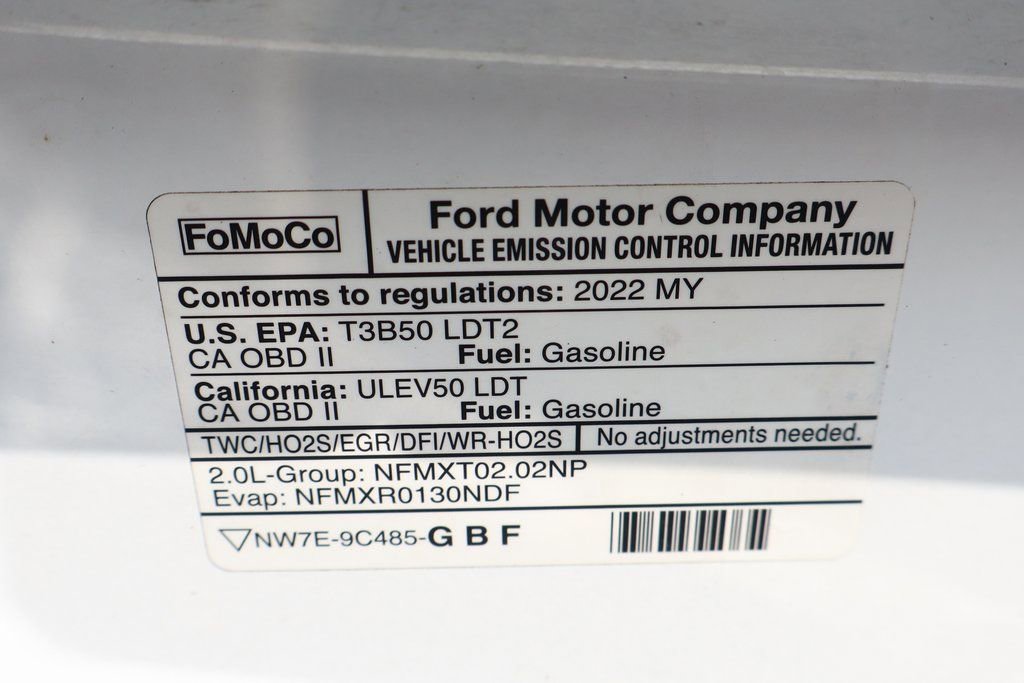 FoMoCo
Ford Motor Company
VEHICLE EMISSION CONTROL INFORMATION
Conforms to regulations: 2022 MY
U.S. EPA: T3B50 LDT2
CA OBD II Fuel: Gasoline
California: ULEV50 LDT
CA OBD II Fuel: Gasoline
TWC/HO2S/EGR/DFI/WR-HO2S No adjustments needed.
2.0L-Group: NFMXT02.02NP
Evap: NFMXR0130NDF
NW7E-9C485-G B F